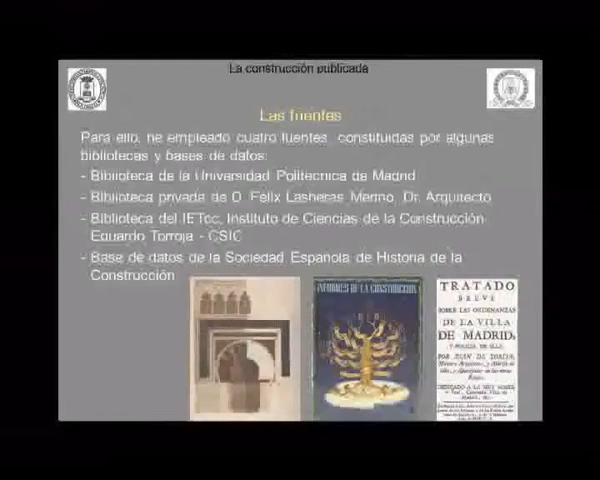 La construcción publicada
Las fuentes
Para ello, he empleado cuatro fuentes constituidas por algunas
bibliotecas y bases de datos:
- Biblioteca de la Universidad Politecnica de Madrid
- Biblioteca privada de D. Felix Lasheras Merino, Dr. Arquitecto
- Biblioteca del IETcc, Instituto de Ciencias de la Construcción
Eduardo Torroja - CSIC
- Base de datos de la Sociedad Española de Historia de la
Construcción
INFORMES DE LA CONSTRUCCION
TRATADO
BREVE
SOBRE LAS ORDENANZAS
DE LA VILLA
DE MADRID,
Y POLICIA DE ELLA
POR JUAN DE TORIJA,